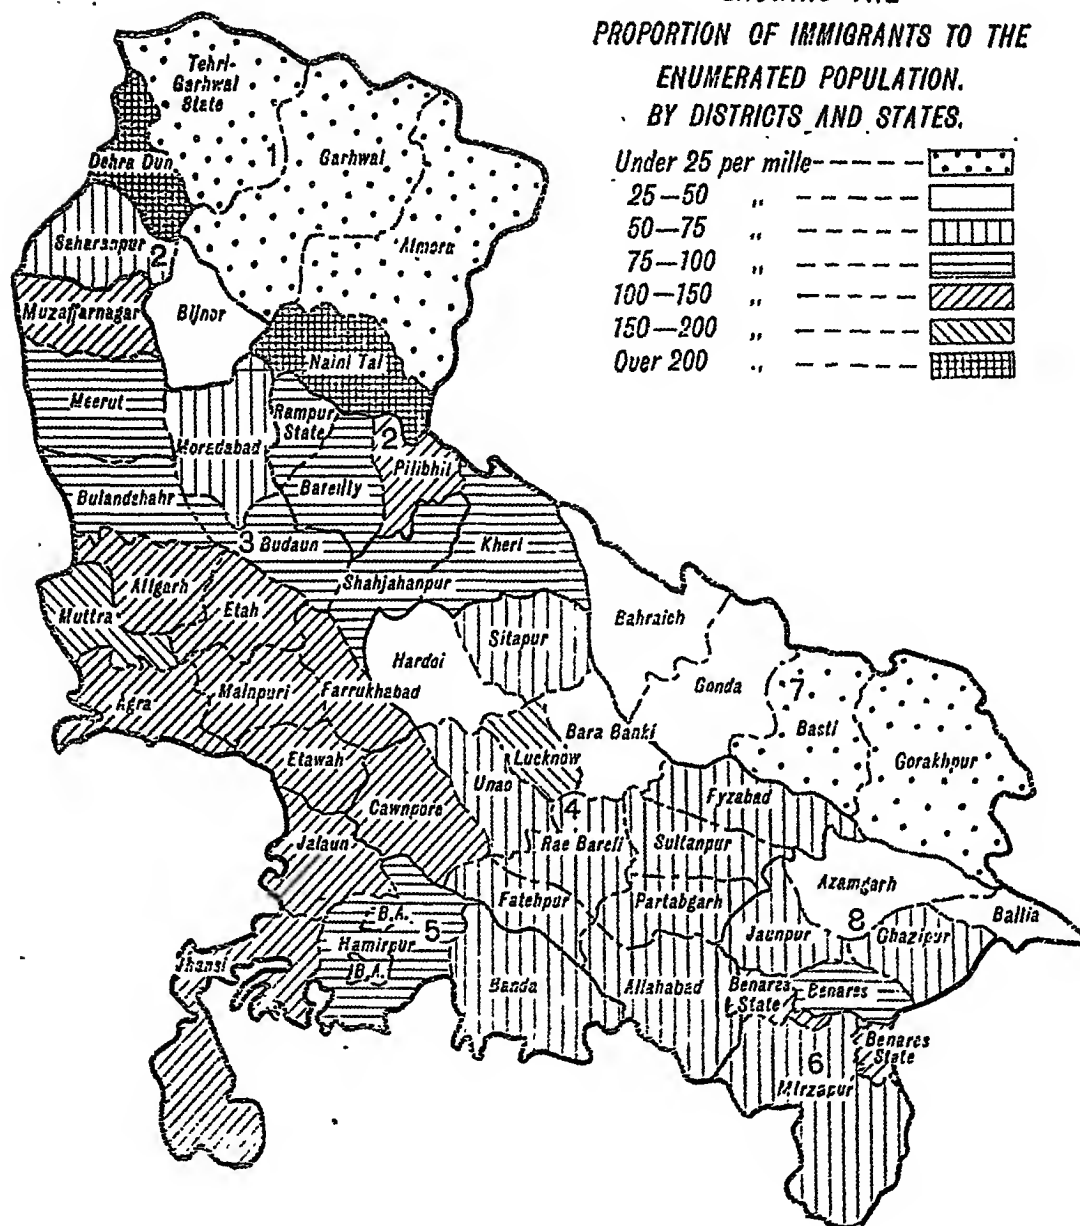 PROPORTION OF IMMIGRANTS TO THE
ENUMERATED POPULATION.
BY DISTRICTS AND STATES.
Under 25 per mille
25—50 „
50—75 „
75—100 „
100—150 „
150—200 „
Over 200 „
Tehri-
Garhwal
State
1
Garhwal
Dehra Dun
Almora
Saharanpur
2
Muzaffarnagar
Bijnor
Naini Tal
Meerut
Moradabad
Rampur
State
2
Pilibhit
Bulandshahr
Bareilly
3
Budaun
Kheri
Shahjahanpur
Aligarh
Etah
Muttra
Bahraich
Sitapur
Hardoi
Gonda
7
Basti
Gorakhpur
Agra
Mainpuri
Farrukhabad
Bara Banki
Lucknow
Etawah
Unao
Cawnpore
4
Fyzabad
Rae Bareli
Sultanpur
Jalaun
Azamgarh
Ballia
Fatehpur
Partabgarh
8
Jaunpur
Ghazipur
B.A.
5
Hamirpur
B.A.
Jhansi
Banda
Allahabad
Benares
State
Benares
Benares
State
6
Mirzapur